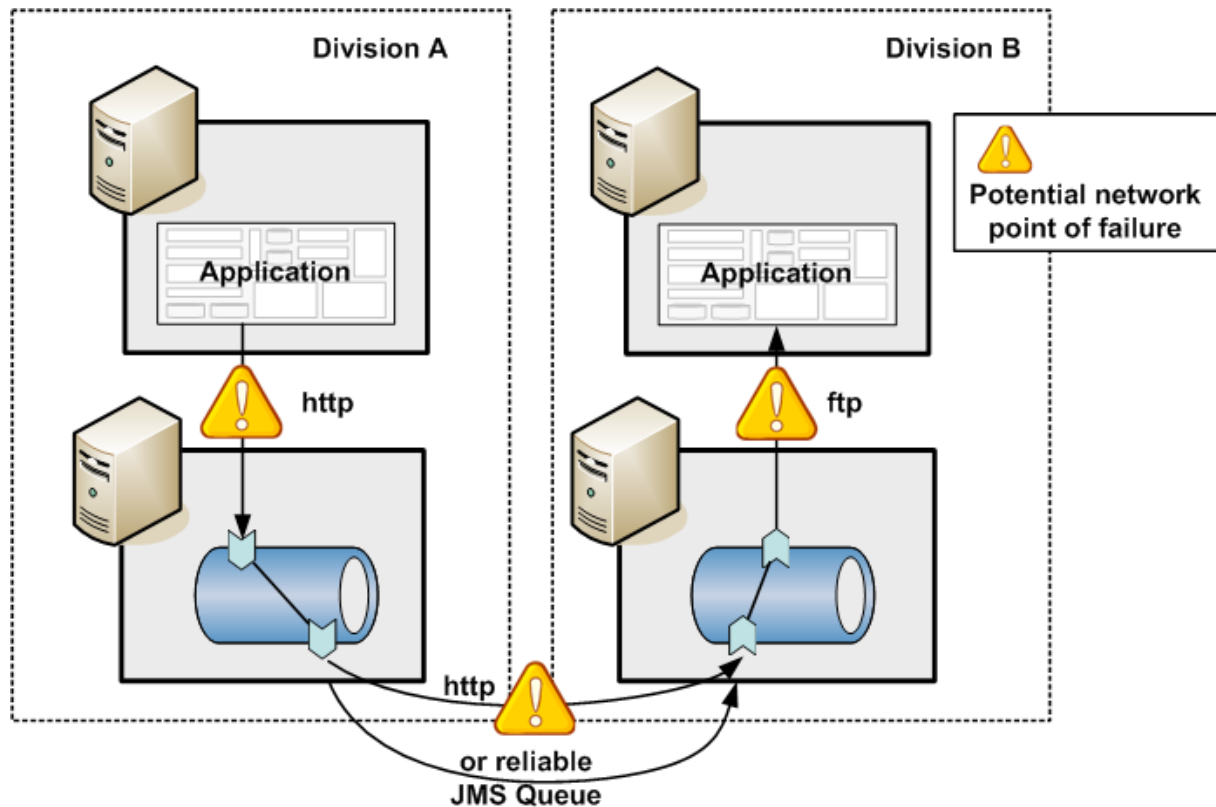 Division A
Division B
Potential network
point of failure
Application
Application
http
ftp
http
or reliable
JMS Queue